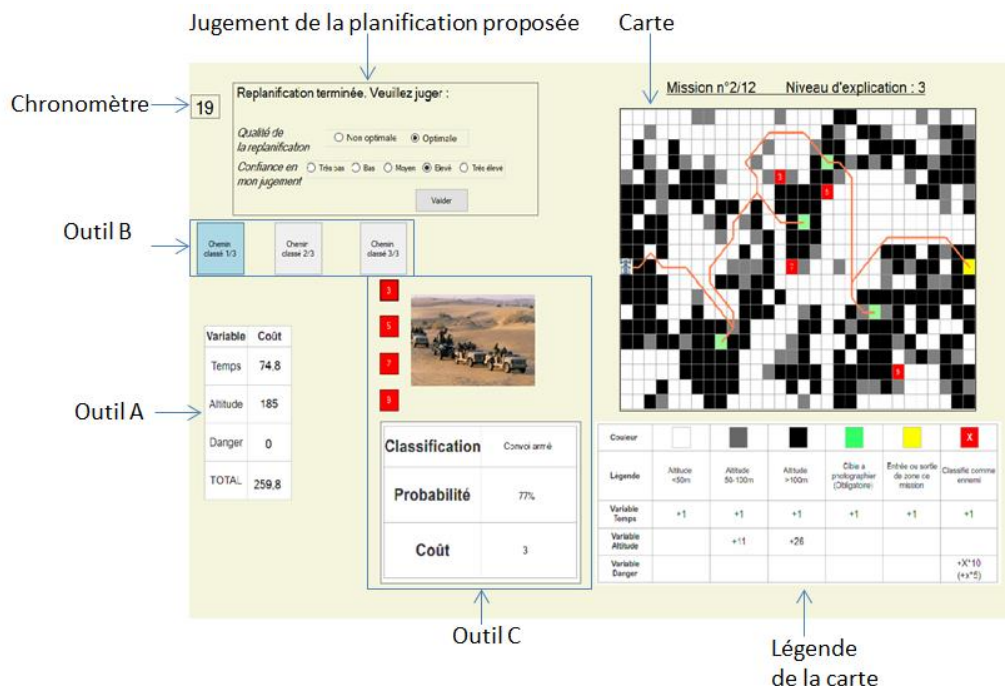 Jugement de la planification proposée
Carte
Chronomètre
19
Replanification terminée. Veuillez juger :
Qualité de
la replanification
Non optimale
Optimale
Confiance en
mon jugement
Très bas
Bas
Moyen
Elevé
Très élevé
Valider
Mission n°2/12 Niveau d'explication : 3
3
5
7
9
Outil B
Chemin
classé 1/3
Chemin
classé 2/3
Chemin
classé 3/3
3
5
7
9
Outil A
Variable Coût
Temps 74,8
Altitude 185
Danger 0
TOTAL 259,8
Classification Convoi armé
Probabilité 77%
Coût 3
Outil C
Couleur X
Légende
Altitude
<50m
Altitude
50-100m
Altitude
>100m
Cible a
photographier
(Obligatoire)
Entrée ou sortie
de zone de
mission
Classifié comme
ennemi
Variable
Temps
+1 +1 +1 +1 +1 +1
Variable
Altitude
+11 +26
Variable
Danger
+X*10
(+x*5)
Légende
de la carte